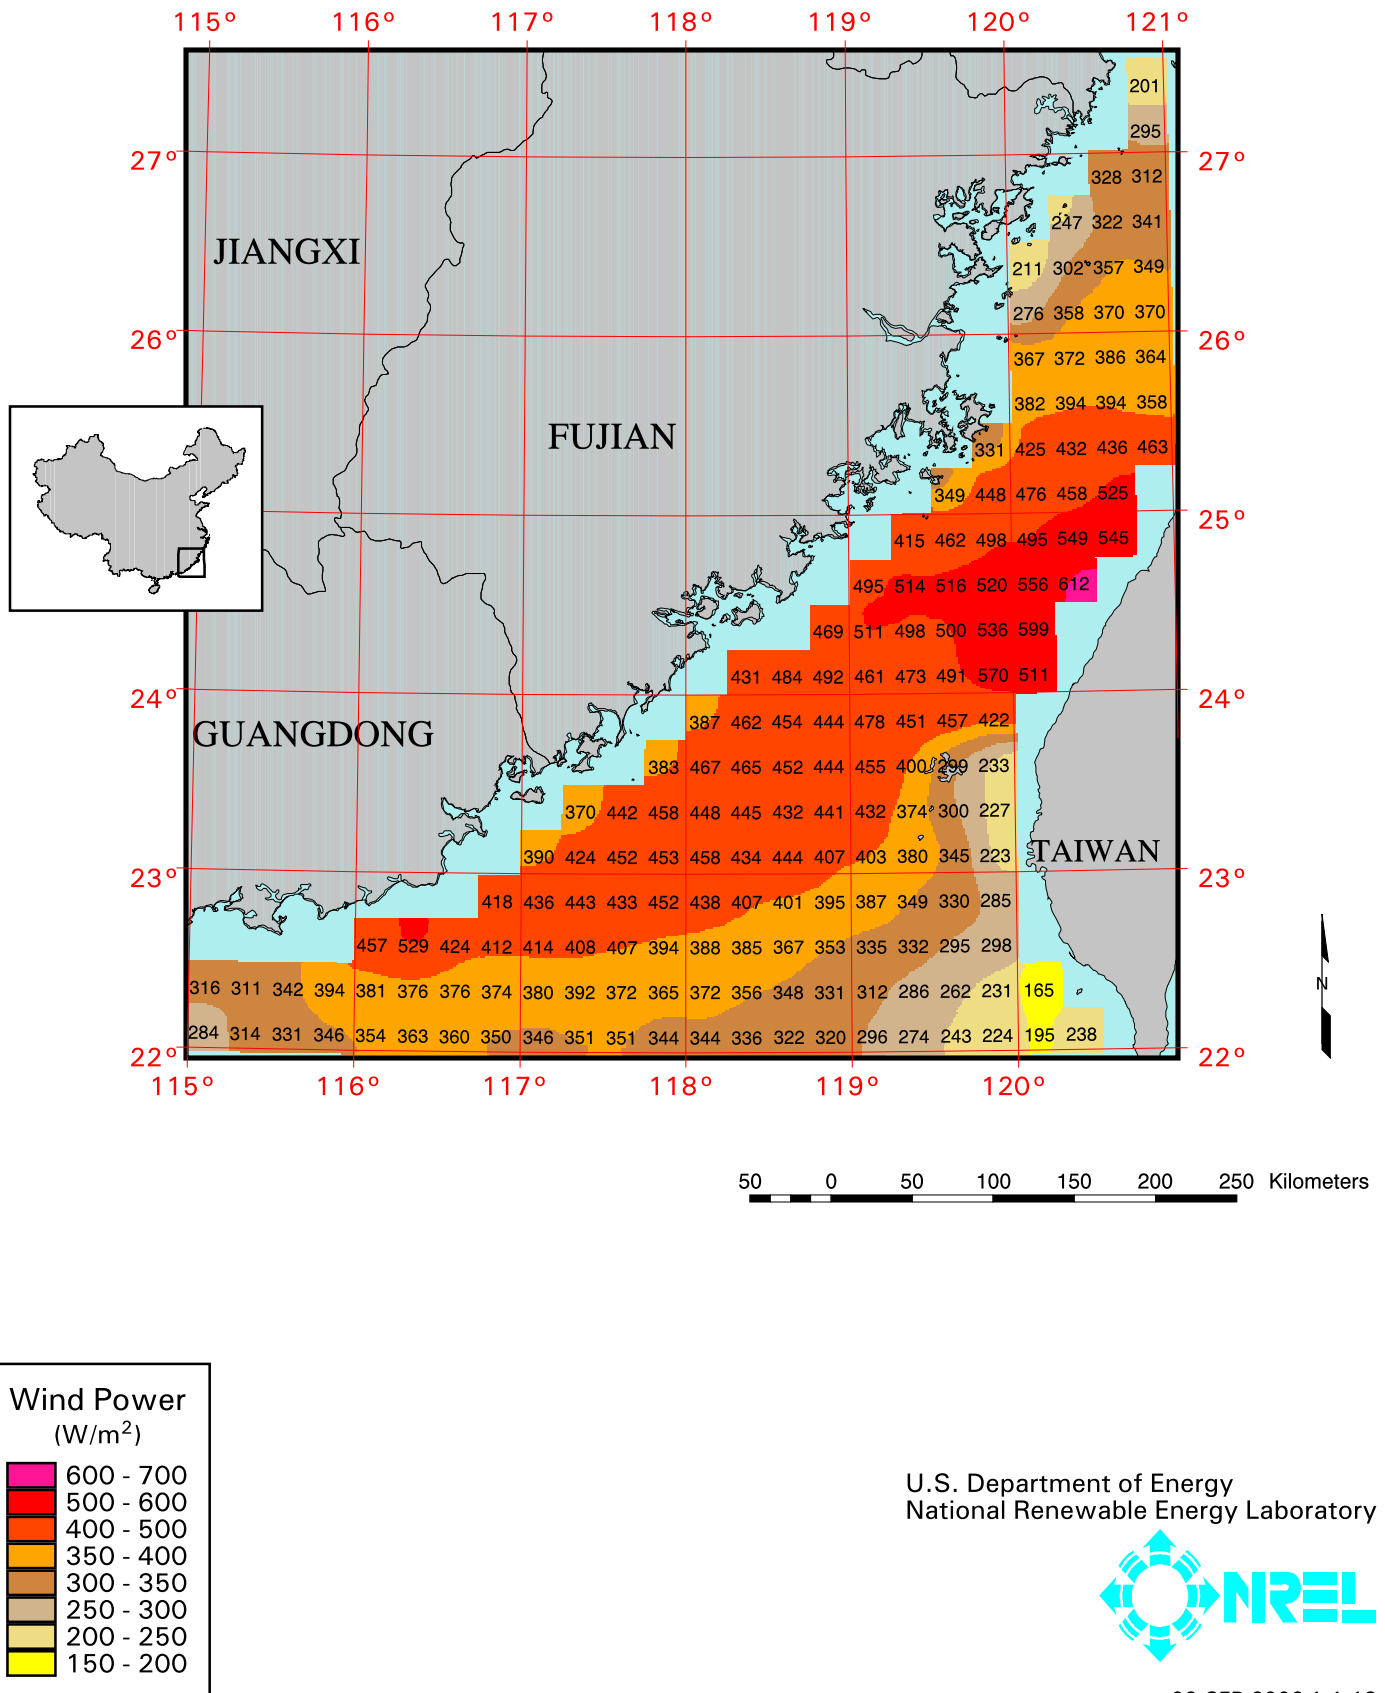 115° 116° 117° 118° 119° 120° 121°
201
295
27° 27°
328 312
247 322 341
JIANGXI
211 302 357 349
276 358 370 370
26° 26°
367 372 386 364
382 394 394 358
FUJIAN
331 425 432 436 463
349 448 476 458 525
25°
415 462 498 495 549 545
495 514 516 520 556 612
469 511 498 500 536 599
431 484 492 461 473 491 570 511
24° 24°
387 462 454 444 478 451 457 422
GUANGDONG
383 467 465 452 444 455 400 299 233
370 442 458 448 445 432 441 432 374 300 227
390 424 452 453 458 434 444 407 403 380 345 223
TAIWAN
23° 23°
418 436 443 433 452 438 407 401 395 387 349 330 285
457 529 424 412 414 408 407 394 388 385 367 353 335 332 295 298
316 311 342 394 381 376 376 374 380 392 372 365 372 356 348 331 312 286 262 231 165
N
284 314 331 346 354 363 360 350 346 351 351 344 344 336 322 320 296 274 243 224 195 238
22° 22°
115° 116° 117° 118° 119° 120°
50 0 50 100 150 200 250 Kilometers
Wind Power
(W/m²)
600 - 700
500 - 600
400 - 500
350 - 400
300 - 350
250 - 300
200 - 250
150 - 200
U.S. Department of Energy
National Renewable Energy Laboratory
NREL